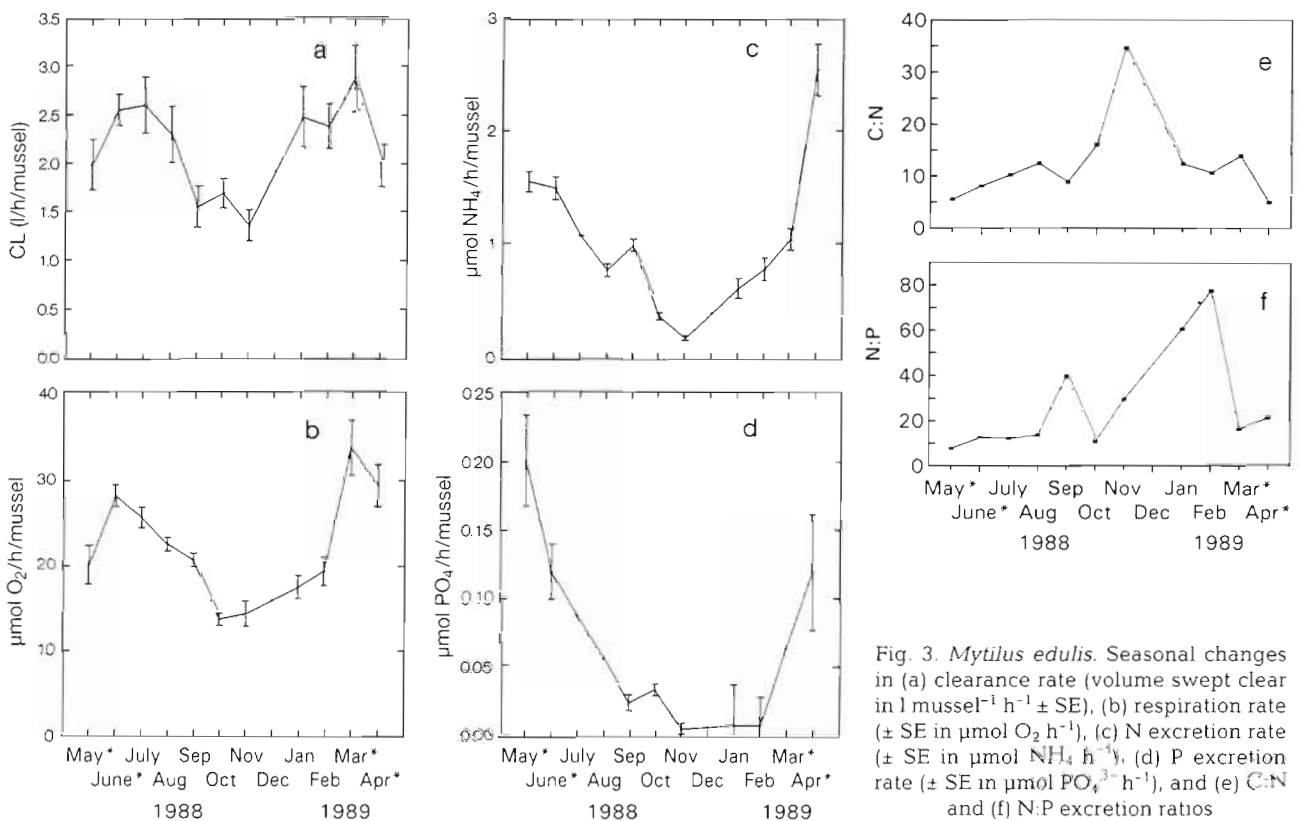 3.5
3.0
2.5
2.0
1.5
1.0
0.5
0.0
CL (l/h/mussel)
a
3
2
1
0
µmol NH₄/h/mussel
c
40
30
20
10
0
C:N
e
40
30
20
10
0
µmol O₂/h/mussel
b
0.25
0.20
0.15
0.10
0.05
0.00
µmol PO₄/h/mussel
d
80
60
40
20
0
N:P
f
May* July Sep Nov Jan Mar*
June* Aug Oct Dec Feb Apr*
1988 1989
May* July Sep Nov Jan Mar*
June* Aug Oct Dec Feb Apr*
1988 1989
May* July Sep Nov Jan Mar*
June* Aug Oct Dec Feb Apr*
1988 1989
Fig. 3. Mytilus edulis. Seasonal changes
in (a) clearance rate (volume swept clear
in l mussel⁻¹ h⁻¹ ± SE), (b) respiration rate
(± SE in µmol O₂ h⁻¹), (c) N excretion rate
(± SE in µmol NH₄ h⁻¹), (d) P excretion
rate (± SE in µmol PO₄³⁻ h⁻¹), and (e) C:N
and (f) N:P excretion ratios